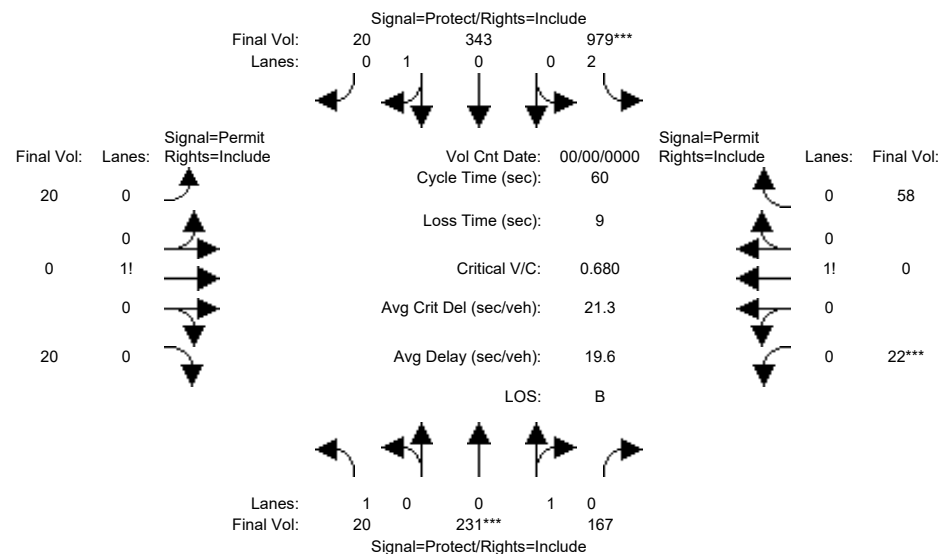 Signal=Protect/Rights=Include
Final Vol: 20 343 979***
Lanes: 0 1 0 0 2
Signal=Permit Signal=Permit
Final Vol: Lanes: Rights=Include Vol Cnt Date: 00/00/0000 Rights=Include Lanes: Final Vol:
Cycle Time (sec): 60
20 0 0 58
Loss Time (sec): 9
0 0
0 1! Critical V/C: 0.680 1! 0
0 Avg Crit Del (sec/veh): 21.3 0
20 0 Avg Delay (sec/veh): 19.6 0 22***
LOS: B
Lanes: 1 0 0 1 0
Final Vol: 20 231*** 167
Signal=Protect/Rights=Include